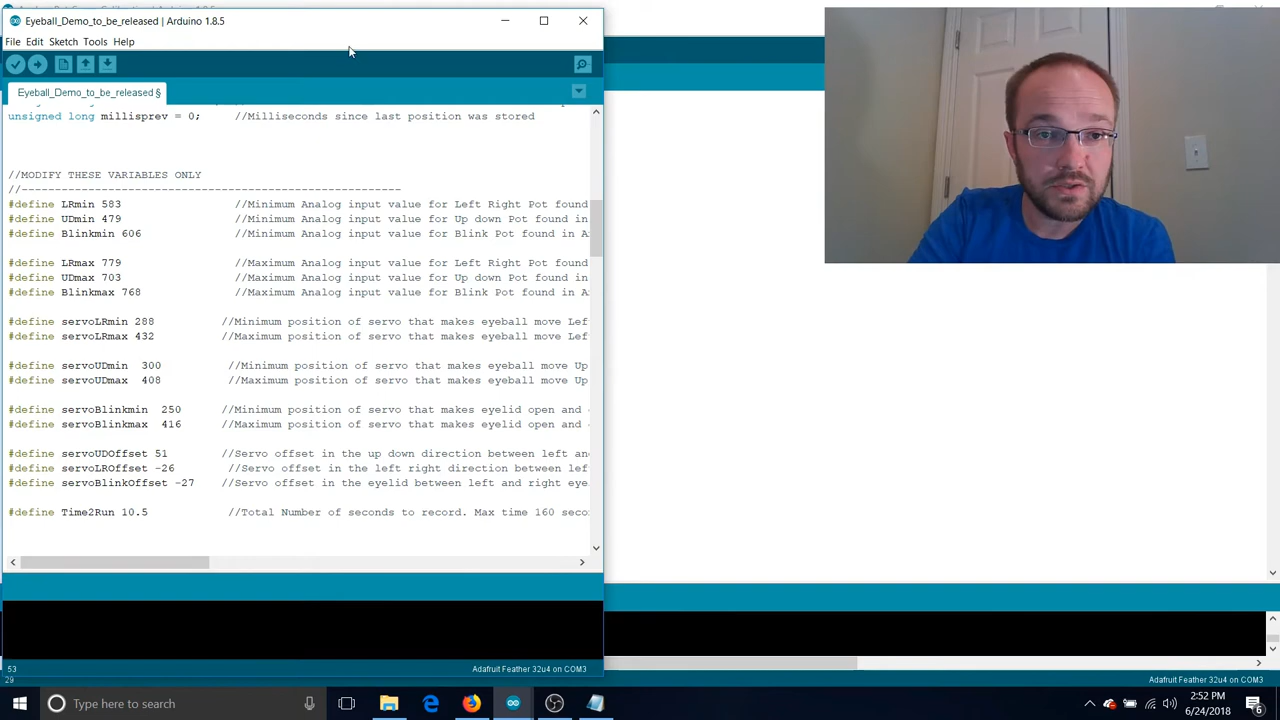 Eyeball_Demo_to_be_released | Arduino 1.8.5
File Edit Sketch Tools Help
Eyeball_Demo_to_be_released §
unsigned long millisprev = 0; //Milliseconds since last position was stored
//MODIFY THESE VARIABLES ONLY
//-----------------------------------------------------------
#define LRmin 583 //Minimum Analog input value for Left Right Pot found
#define UDmin 479 //Minimum Analog input value for Up down Pot found in
#define Blinkmin 606 //Minimum Analog input value for Blink Pot found in A
#define LRmax 779 //Maximum Analog input value for Left Right Pot found
#define UDmax 703 //Maximum Analog input value for Up down Pot found in
#define Blinkmax 768 //Maximum Analog input value for Blink Pot found in A
#define servoLRmin 288 //Minimum position of servo that makes eyeball move Lef
#define servoLRmax 432 //Maximum position of servo that makes eyeball move Lef
#define servoUDmin 300 //Minimum position of servo that makes eyeball move Up
#define servoUDmax 408 //Maximum position of servo that makes eyeball move Up
#define servoBlinkmin 250 //Minimum position of servo that makes eyelid open and
#define servoBlinkmax 416 //Maximum position of servo that makes eyelid open and
#define servoUDOffset 51 //Servo offset in the up down direction between left an
#define servoLROffset -26 //Servo offset in the left right direction between lef
#define servoBlinkOffset -27 //Servo offset in the eyelid between left and right eye
#define Time2Run 10.5 //Total Number of seconds to record. Max time 160 seco
53
Adafruit Feather 32u4 on COM3
29
Adafruit Feather 32u4 on COM3
Type here to search
2:52 PM
6/24/2018
6